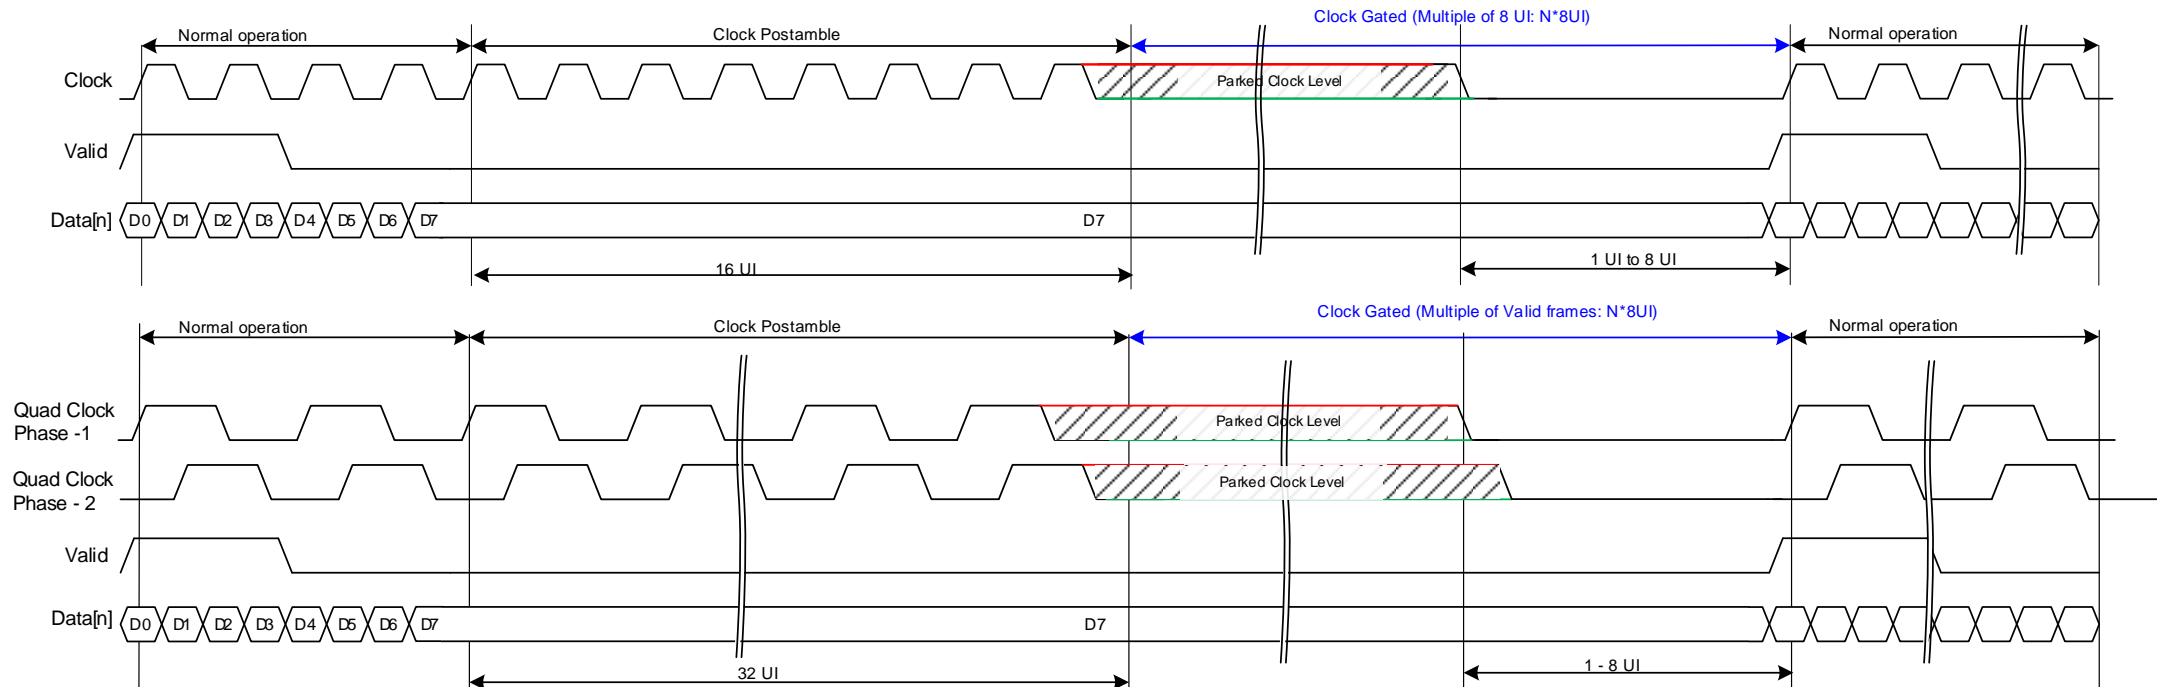 Clock Gated (Multiple of 8 UI: N*8UI)
Normal operation
Clock Postamble
Normal operation
Clock
Parked Clock Level
Valid
Data[n]
D0 D1 D2 D3 D4 D5 D6 D7
D7
16 UI
1 UI to 8 UI
Clock Gated (Multiple of Valid frames: N*8UI)
Normal operation
Clock Postamble
Normal operation
Quad Clock
Phase -1
Parked Clock Level
Quad Clock
Phase - 2
Parked Clock Level
Valid
Data[n]
D0 D1 D2 D3 D4 D5 D6 D7
D7
32 UI
1 - 8 UI